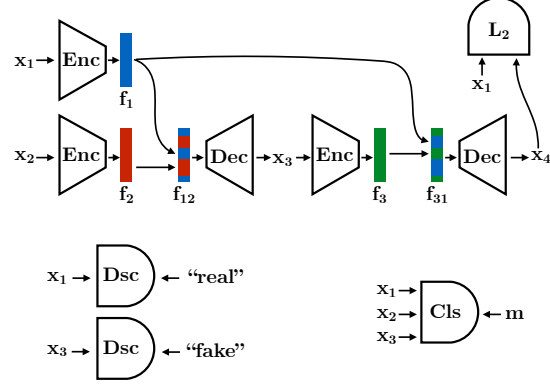 L₂
x₁ Enc f₁ x₁
x₂ Enc f₂ f₁₂ Dec x₃ Enc f₃ f₃₁ Dec x₄
x₁ Dsc “real”
x₃ Dsc “fake”
x₁
x₂ Cls m
x₃